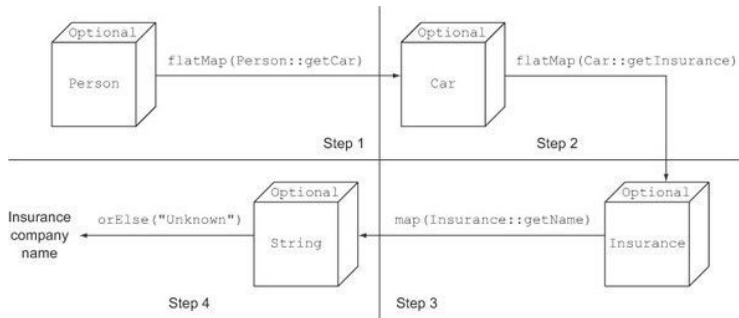 Optional
Person
flatMap(Person::getCar)
Step 1
Optional
Car
flatMap(Car::getInsurance)
Step 2
Optional
Insurance
map(Insurance::getName)
Step 3
Optional
String
orElse("Unknown")
Step 4
Insurance
company
name